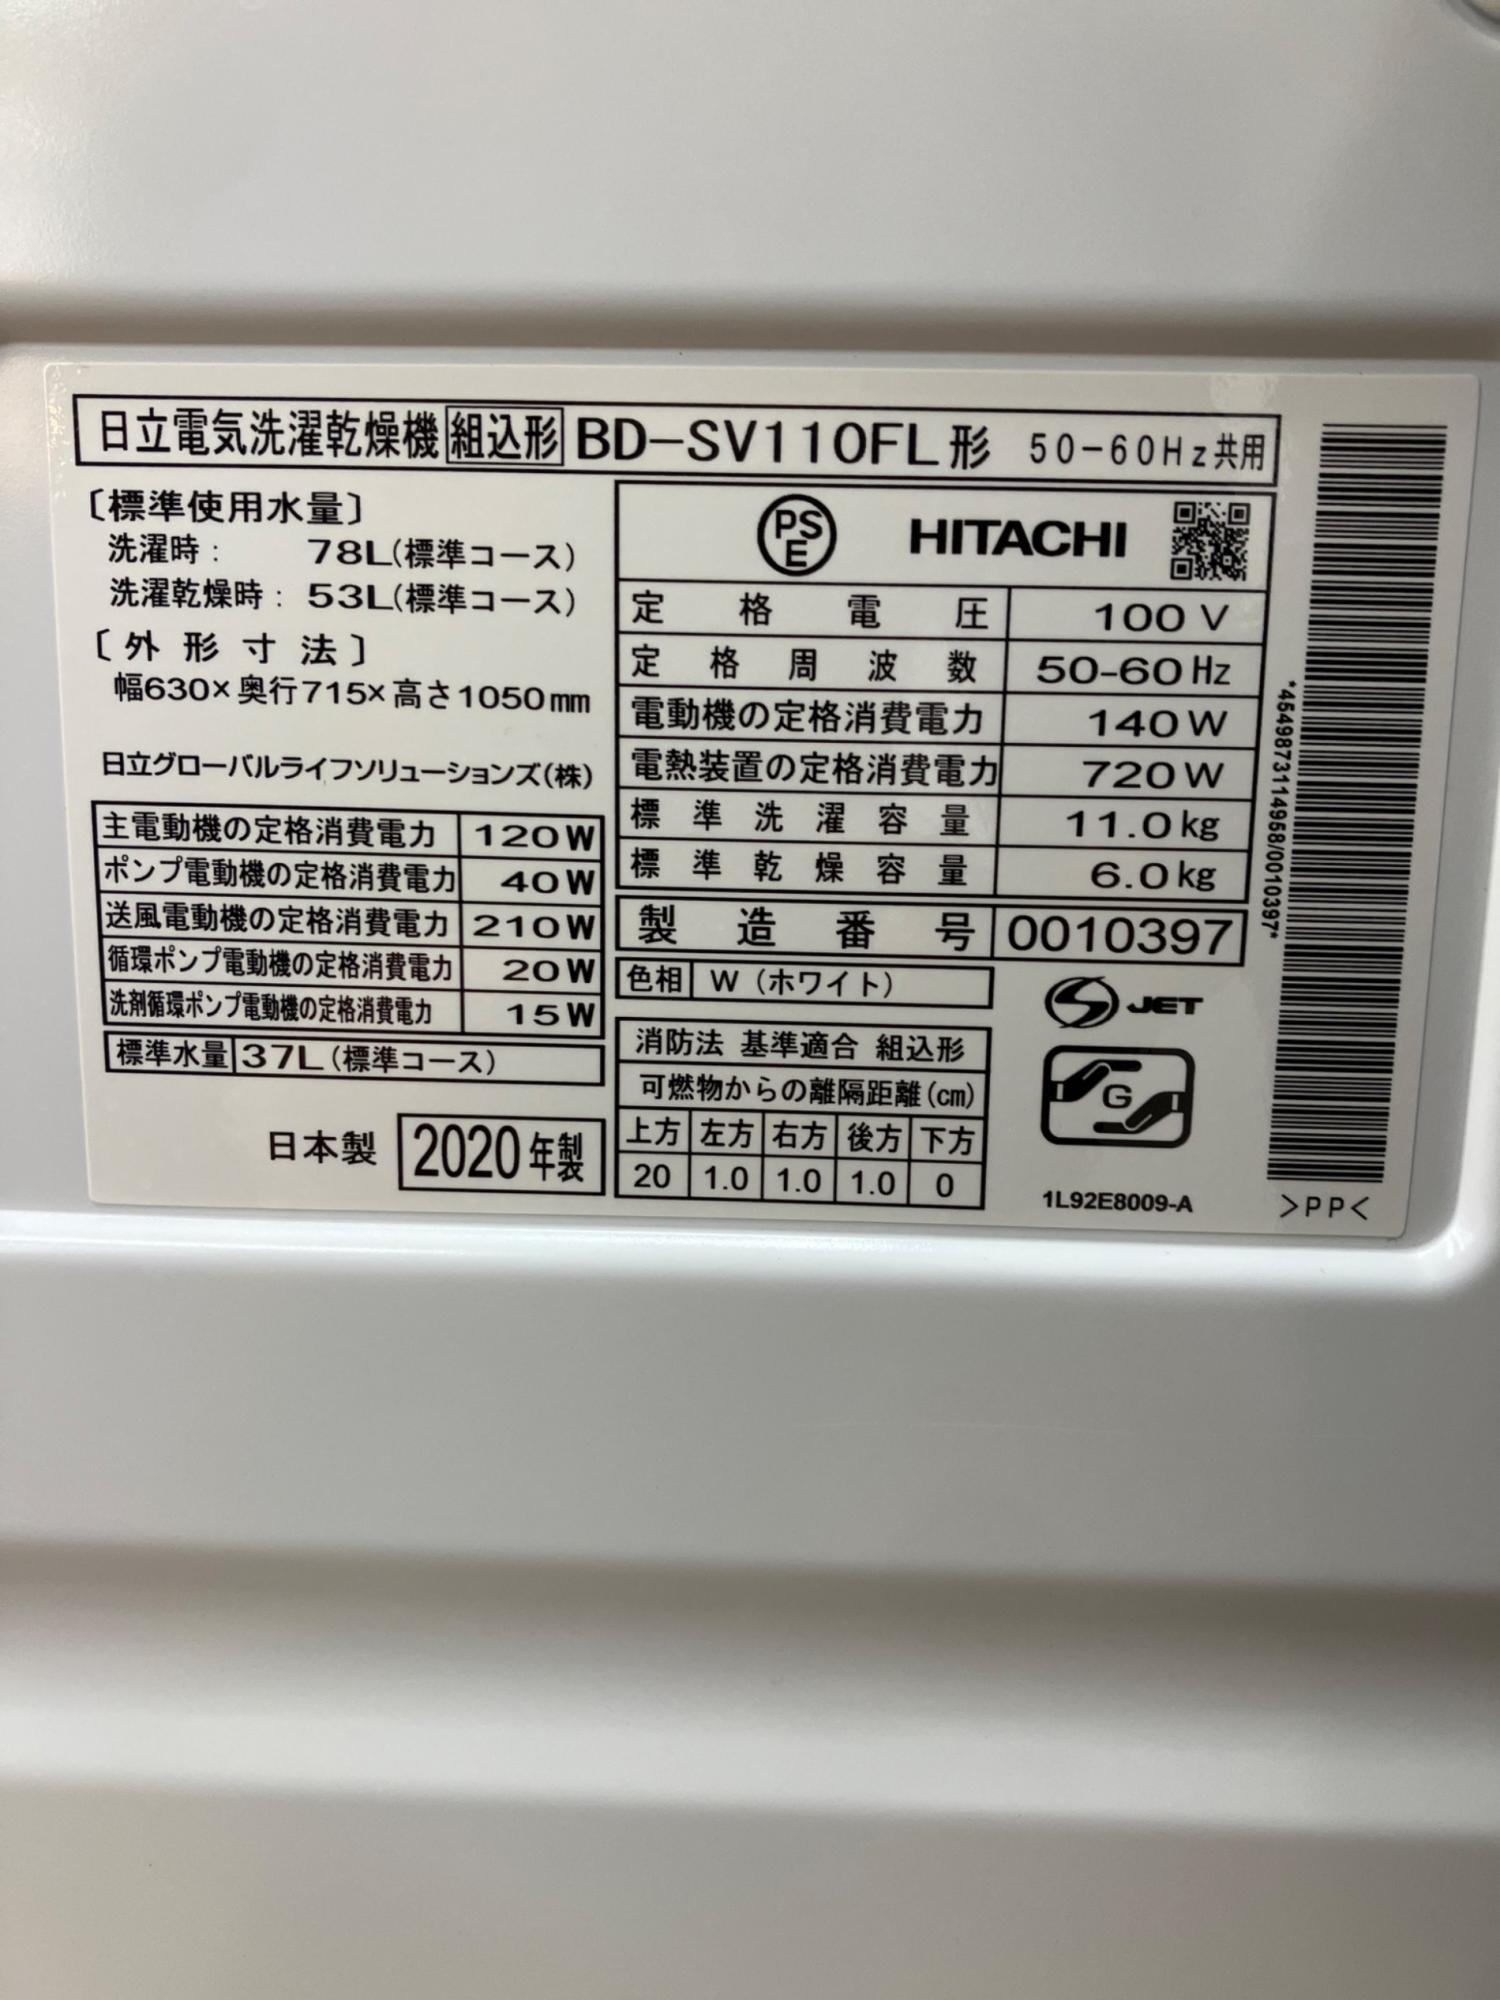 日立電気洗濯乾燥機 組込形 BD-SV110FL形 50-60Hz共用
〔標準使用水量〕
洗濯時: 78L(標準コース)
洗濯乾燥時: 53L(標準コース)
〔外形寸法〕
幅630×奥行715×高さ1050mm
日立グローバルライフソリューションズ(株)
主電動機の定格消費電力 120W
ポンプ電動機の定格消費電力 40W
送風電動機の定格消費電力 210W
循環ポンプ電動機の定格消費電力 20W
洗剤循環ポンプ電動機の定格消費電力 15W
標準水量 37L(標準コース)
日本製 2020年製
PSE HITACHI
定格電圧 100V
定格周波数 50-60Hz
電動機の定格消費電力 140W
電熱装置の定格消費電力 720W
標準洗濯容量 11.0kg
標準乾燥容量 6.0kg
製造番号 0010397
色相 W(ホワイト)
消防法 基準適合 組込形
可燃物からの離隔距離(cm)
上方 左方 右方 後方 下方
20 1.0 1.0 1.0 0
S JET
G
1L92E8009-A
*4549873114958/0010397*
>PP<